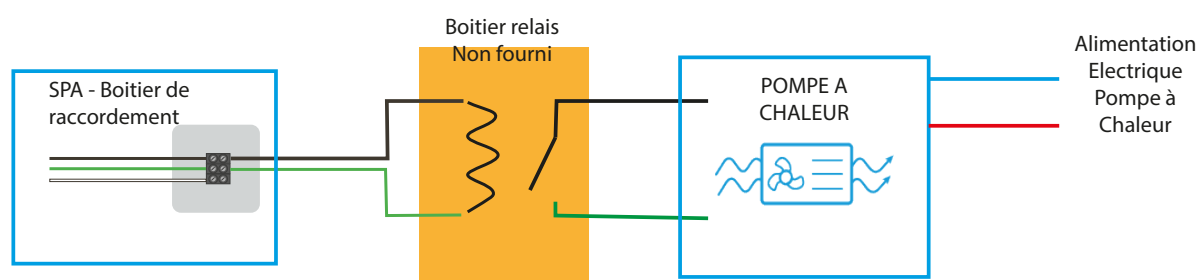 Boitier relais
Non fourni
SPA - Boitier de
raccordement
POMPE A
CHALEUR
Alimentation
Electrique
Pompe à
Chaleur